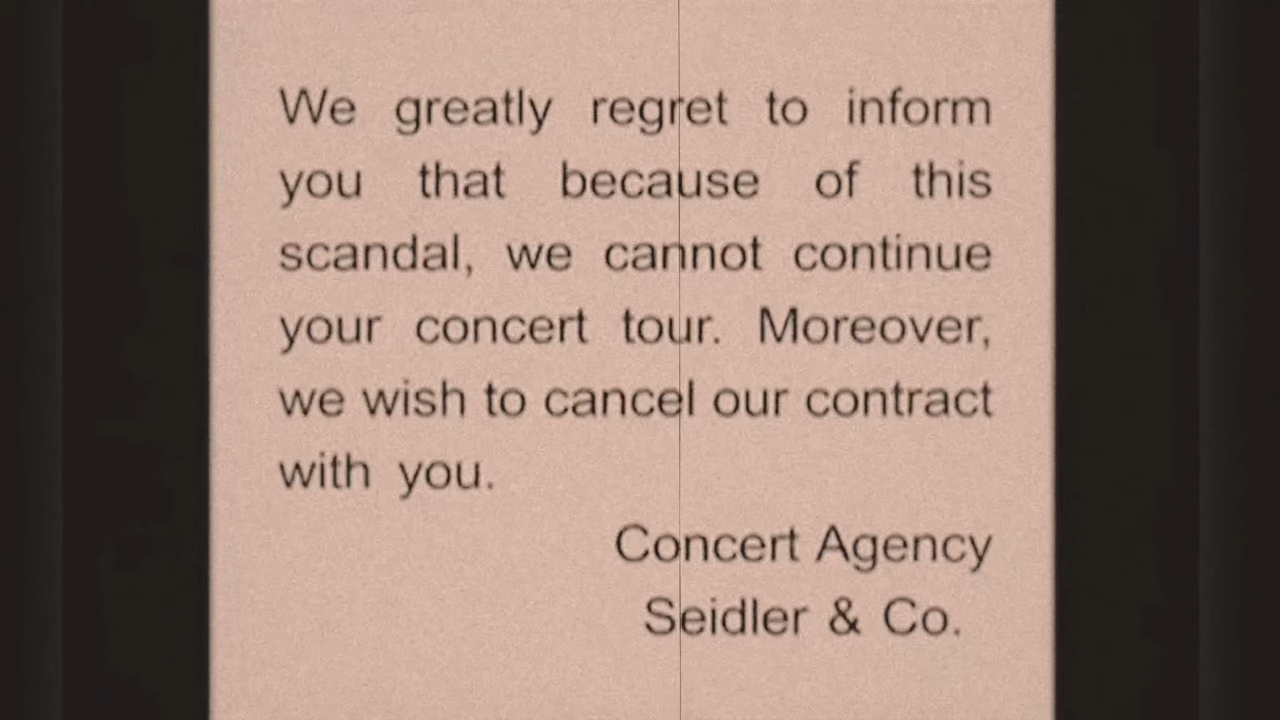 We greatly regret to inform
you that because of this
scandal, we cannot continue
your concert tour. Moreover,
we wish to cancel our contract
with you.
Concert Agency
Seidler & Co.